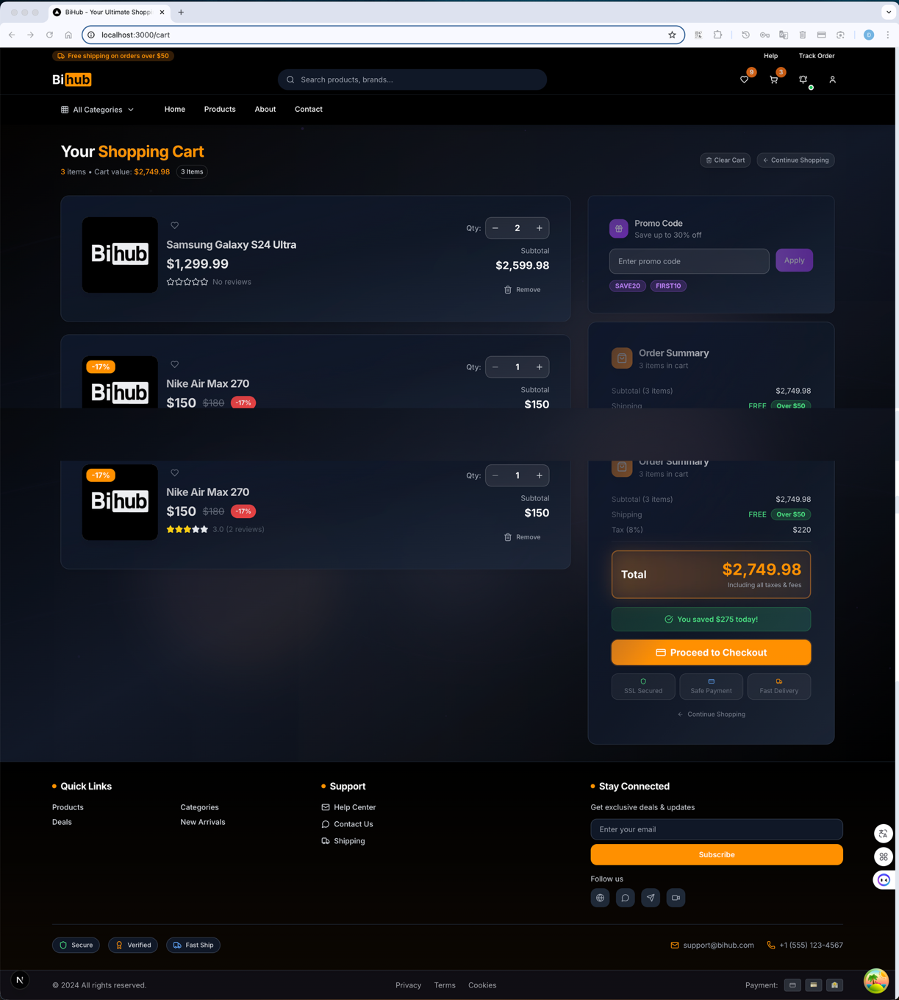 BiHub - Your Ultimate Shoppi
localhost:3000/cart
Free shipping on orders over $50
Help
Track Order
Bihub
Search products, brands...
9
3
All Categories
Home
Products
About
Contact
Your Shopping Cart
3 items • Cart value: $2,749.98
3 Items
Clear Cart
← Continue Shopping
Bihub
Samsung Galaxy S24 Ultra
$1,299.99
No reviews
Qty: − 2 +
Subtotal
$2,599.98
Remove
Promo Code
Save up to 30% off
Enter promo code
Apply
SAVE20
FIRST10
-17%
Bihub
Nike Air Max 270
$150 $180 -17%
Qty: − 1 +
Subtotal
$150
Order Summary
3 items in cart
Subtotal (3 items) $2,749.98
Shipping FREE Over $50
-17%
Bihub
Nike Air Max 270
$150 $180 -17%
3.0 (2 reviews)
Qty: − 1 +
Subtotal
$150
Remove
Order Summary
3 items in cart
Subtotal (3 items) $2,749.98
Shipping FREE Over $50
Tax (8%) $220
Total $2,749.98
Including all taxes & fees
You saved $275 today!
Proceed to Checkout
SSL Secured
Safe Payment
Fast Delivery
← Continue Shopping
Quick Links
Products
Categories
Deals
New Arrivals
Support
Help Center
Contact Us
Shipping
Stay Connected
Get exclusive deals & updates
Enter your email
Subscribe
Follow us
Secure
Verified
Fast Ship
support@bihub.com
+1 (555) 123-4567
N
© 2024 All rights reserved.
Privacy
Terms
Cookies
Payment: